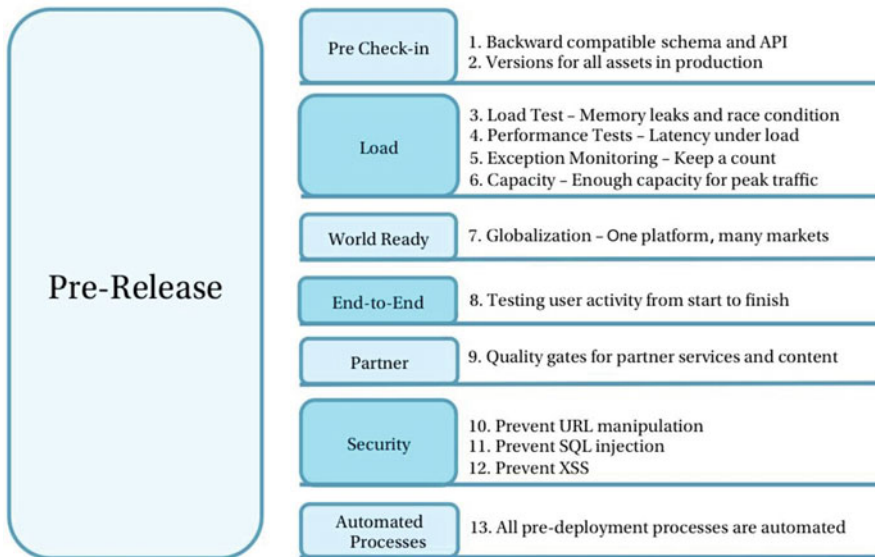 Pre-Release
Pre Check-in
1. Backward compatible schema and API
2. Versions for all assets in production
Load
3. Load Test – Memory leaks and race condition
4. Performance Tests – Latency under load
5. Exception Monitoring – Keep a count
6. Capacity – Enough capacity for peak traffic
World Ready
7. Globalization – One platform, many markets
End-to-End
8. Testing user activity from start to finish
Partner
9. Quality gates for partner services and content
Security
10. Prevent URL manipulation
11. Prevent SQL injection
12. Prevent XSS
Automated
Processes
13. All pre-deployment processes are automated